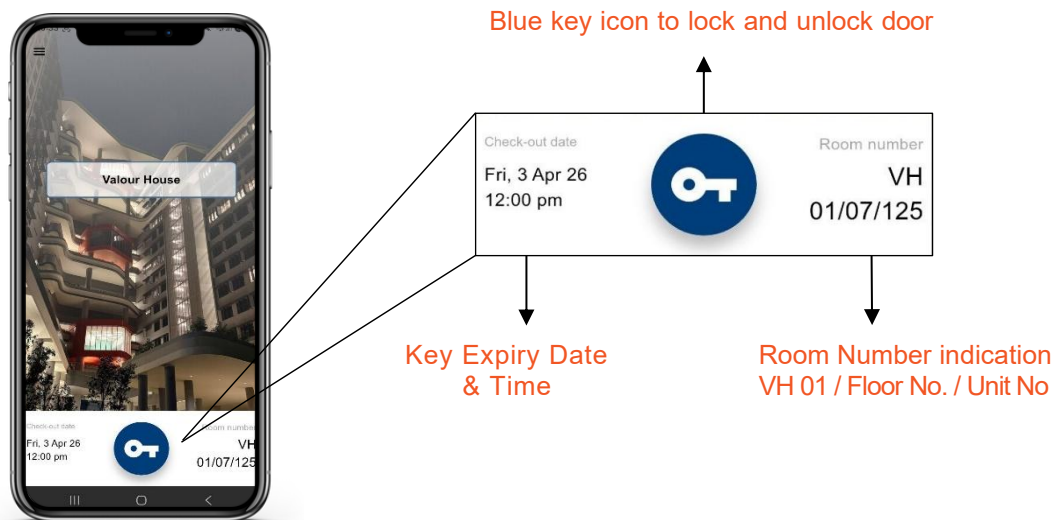 Blue key icon to lock and unlock door
Valour House
Check-out date
Fri, 3 Apr 26
12:00 pm
Room number
VH
01/07/125
Key Expiry Date
& Time
Room Number indication
VH 01 / Floor No. / Unit No
Check-out date
Fri, 3 Apr 26
12:00 pm
Room number
VH
01/07/125